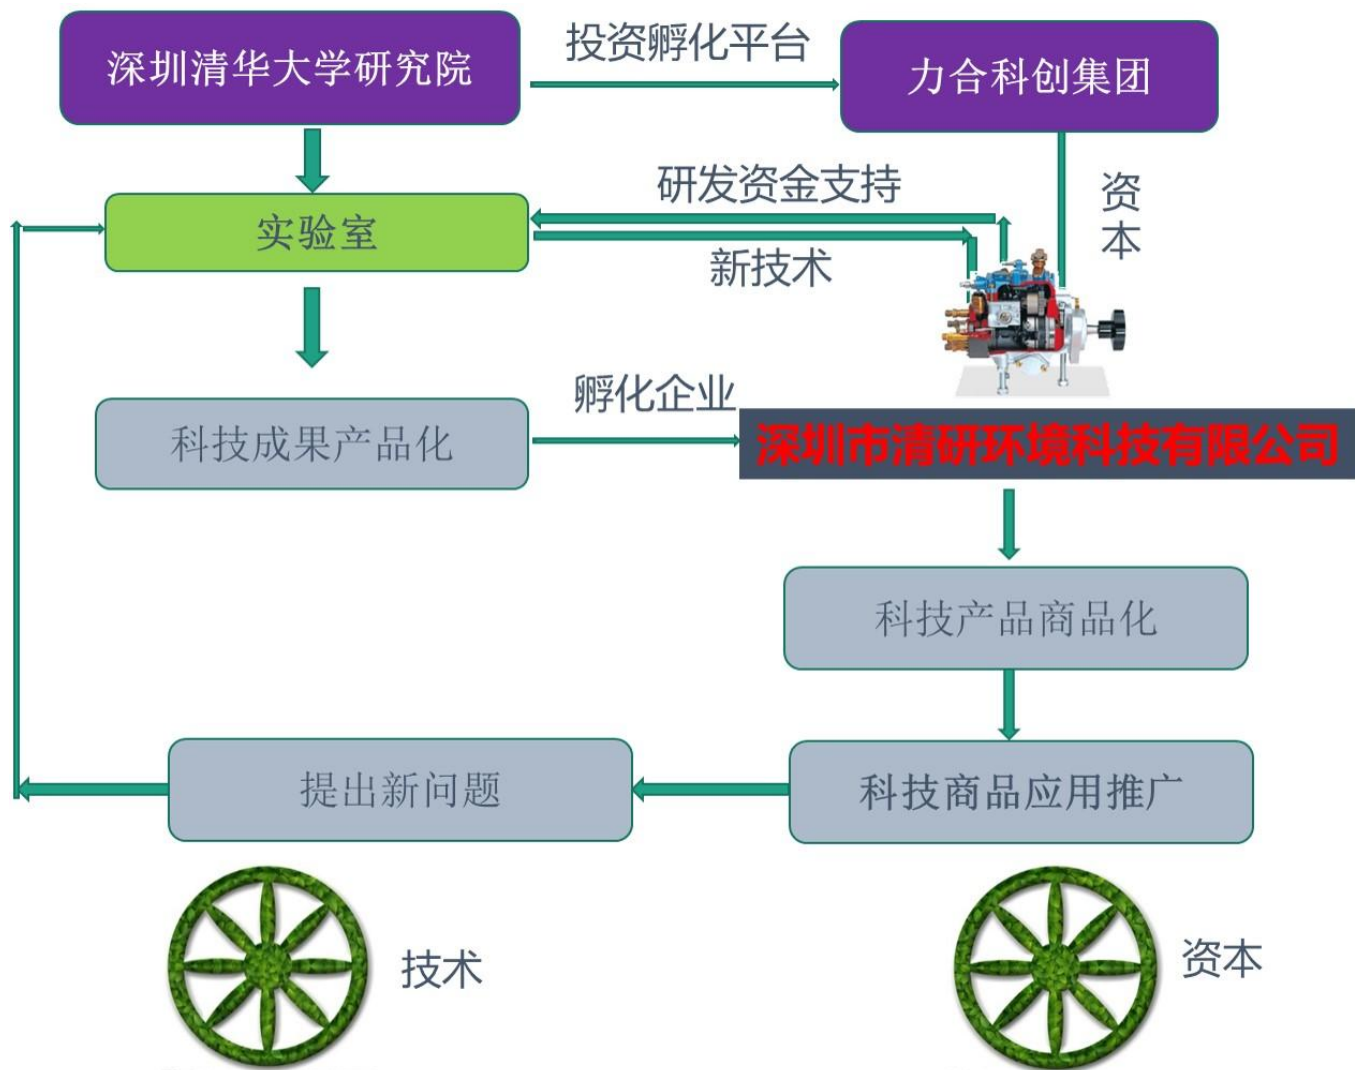 深圳清华大学研究院
投资孵化平台
力合科创集团
研发资金支持
资
本
实验室
新技术
孵化企业
科技成果产品化
深圳市清研环境科技有限公司
科技产品商品化
提出新问题
科技商品应用推广
技术
资本